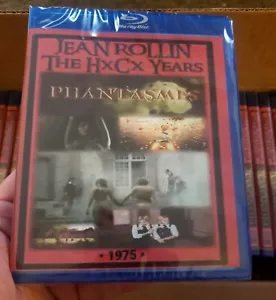 Blu-ray Disc
JEAN ROLLIN
THE HxCx YEARS
PHANTASMES
· 1975 ·